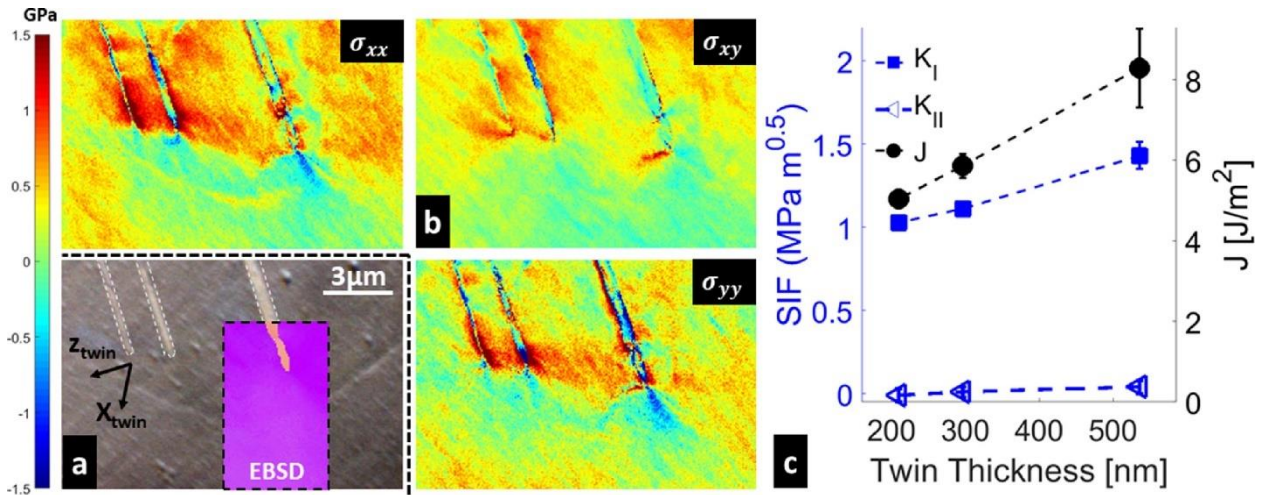 GPa
1.5
1
0.5
0
-0.5
-1
-1.5
σxx
σxy
b
σyy
3μm
ztwin
Xtwin
a
EBSD
KI
KII
J
2
1.5
1
0.5
0
SIF (MPa m^0.5)
8
6
4
2
0
J [J/m²]
200
300
400
500
Twin Thickness [nm]
c